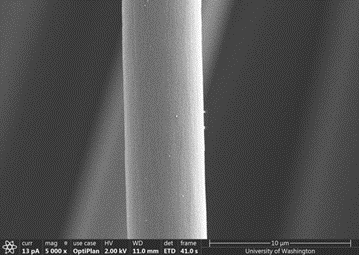 curr mag use case HV WD det frame
13 pA 5 000 x OptiPlan 2.00 kV 11.0 mm ETD 41.0 s
10 µm
University of Washington